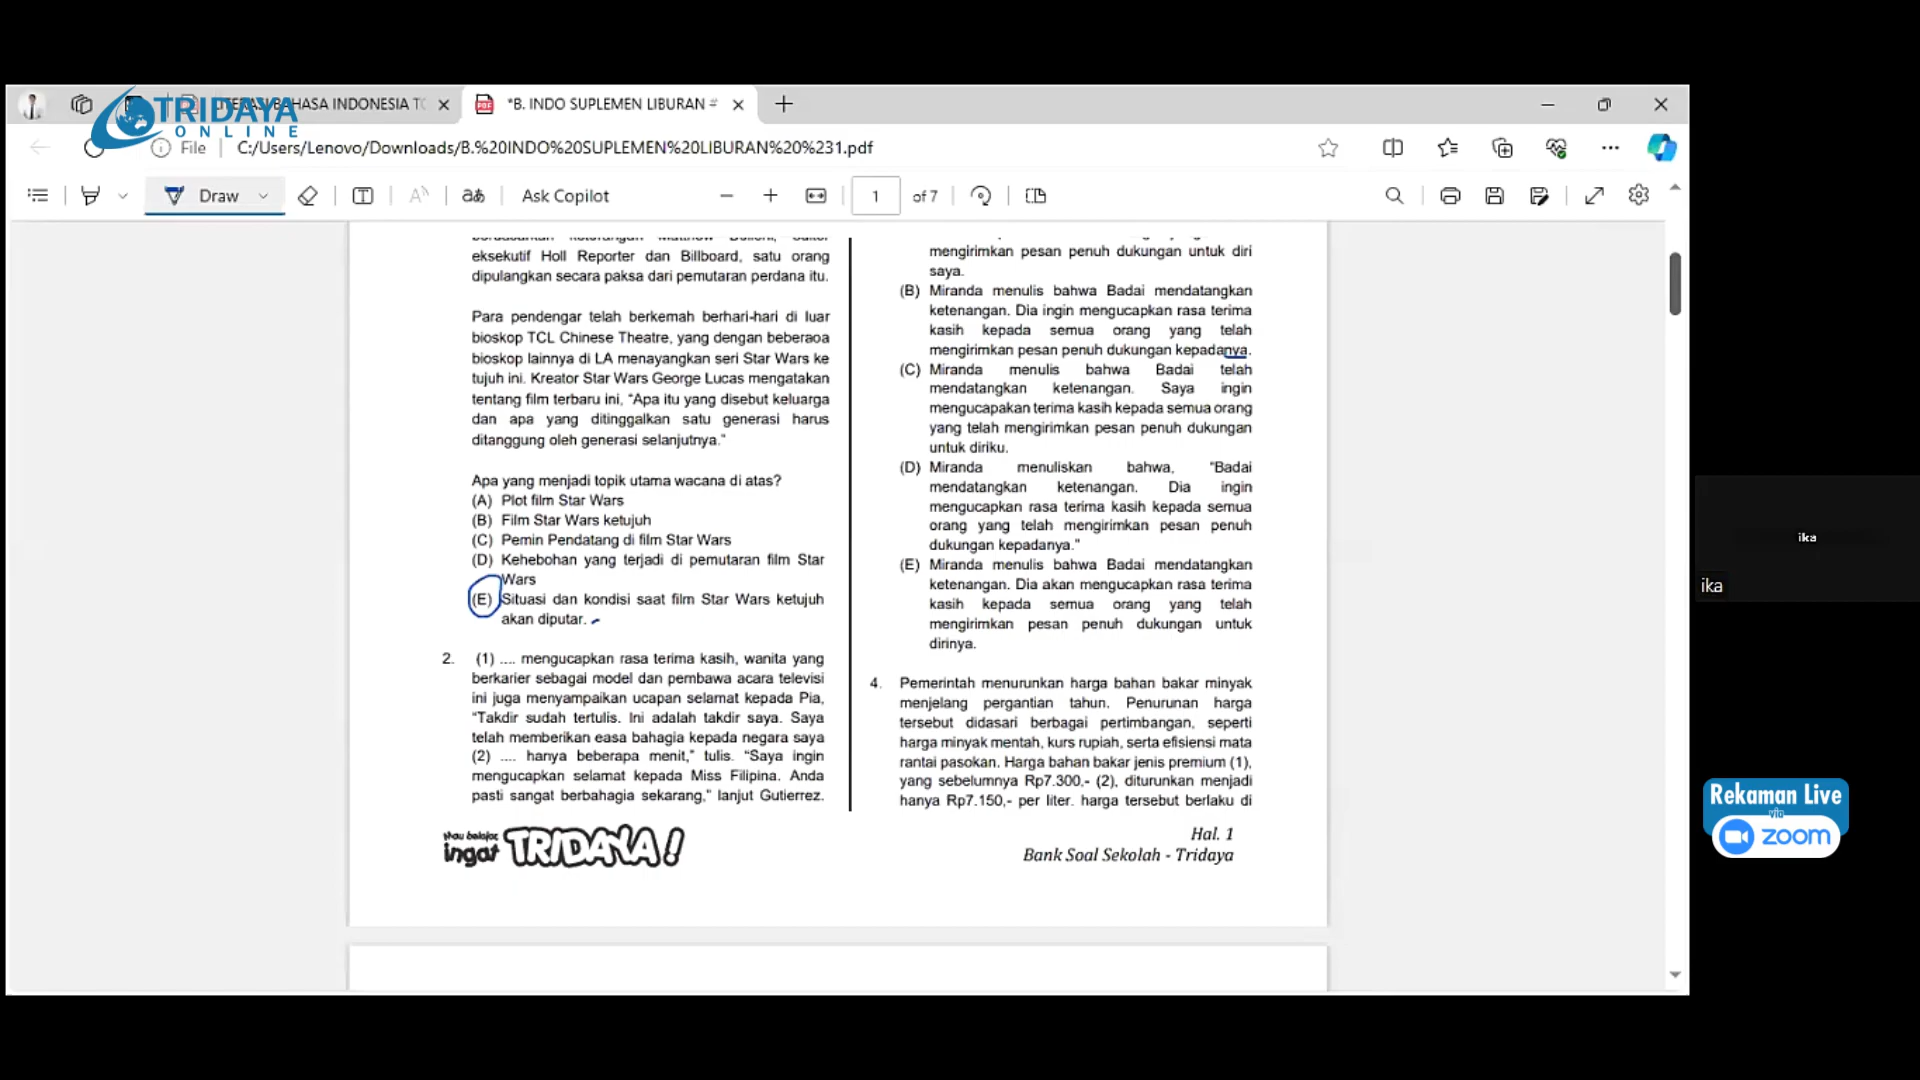 TRIDAYA
ONLINE
LITERASI BAHASA INDONESIA TO
*B. INDO SUPLEMEN LIBURAN #
File
C:/Users/Lenovo/Downloads/B.%20INDO%20SUPLEMEN%20LIBURAN%20%231.pdf
Draw
Ask Copilot
1
of 7
eksekutif Holl Reporter dan Billboard, satu orang
dipulangkan secara paksa dari pemutaran perdana itu.
Para pendengar telah berkemah berhari-hari di luar
bioskop TCL Chinese Theatre, yang dengan beberaoa
bioskop lainnya di LA menayangkan seri Star Wars ke
tujuh ini. Kreator Star Wars George Lucas mengatakan
tentang film terbaru ini, “Apa itu yang disebut keluarga
dan apa yang ditinggalkan satu generasi harus
ditanggung oleh generasi selanjutnya.”
Apa yang menjadi topik utama wacana di atas?
(A) Plot film Star Wars
(B) Film Star Wars ketujuh
(C) Pemin Pendatang di film Star Wars
(D) Kehebohan yang terjadi di pemutaran film Star
Wars
(E) Situasi dan kondisi saat film Star Wars ketujuh
akan diputar.
2. (1) .... mengucapkan rasa terima kasih, wanita yang
berkarier sebagai model dan pembawa acara televisi
ini juga menyampaikan ucapan selamat kepada Pia,
“Takdir sudah tertulis. Ini adalah takdir saya. Saya
telah memberikan easa bahagia kepada negara saya
(2) .... hanya beberapa menit,” tulis. “Saya ingin
mengucapkan selamat kepada Miss Filipina. Anda
pasti sangat berbahagia sekarang,” lanjut Gutierrez.
mengirimkan pesan penuh dukungan untuk diri
saya.
(B) Miranda menulis bahwa Badai mendatangkan
ketenangan. Dia ingin mengucapkan rasa terima
kasih kepada semua orang yang telah
mengirimkan pesan penuh dukungan kepadanya.
(C) Miranda menulis bahwa Badai telah
mendatangkan ketenangan. Saya ingin
mengucapakan terima kasih kepada semua orang
yang telah mengirimkan pesan penuh dukungan
untuk diriku.
(D) Miranda menuliskan bahwa, “Badai
mendatangkan ketenangan. Dia ingin
mengucapkan rasa terima kasih kepada semua
orang yang telah mengirimkan pesan penuh
dukungan kepadanya.”
(E) Miranda menulis bahwa Badai mendatangkan
ketenangan. Dia akan mengucapkan rasa terima
kasih kepada semua orang yang telah
mengirimkan pesan penuh dukungan untuk
dirinya.
4. Pemerintah menurunkan harga bahan bakar minyak
menjelang pergantian tahun. Penurunan harga
tersebut didasari berbagai pertimbangan, seperti
harga minyak mentah, kurs rupiah, serta efisiensi mata
rantai pasokan. Harga bahan bakar jenis premium (1),
yang sebelumnya Rp7.300,- (2), diturunkan menjadi
hanya Rp7.150,- per liter. harga tersebut berlaku di
Mau belajar,
ingat TRIDAYA!
Hal. 1
Bank Soal Sekolah - Tridaya
ika
ika
Rekaman Live
via
zoom